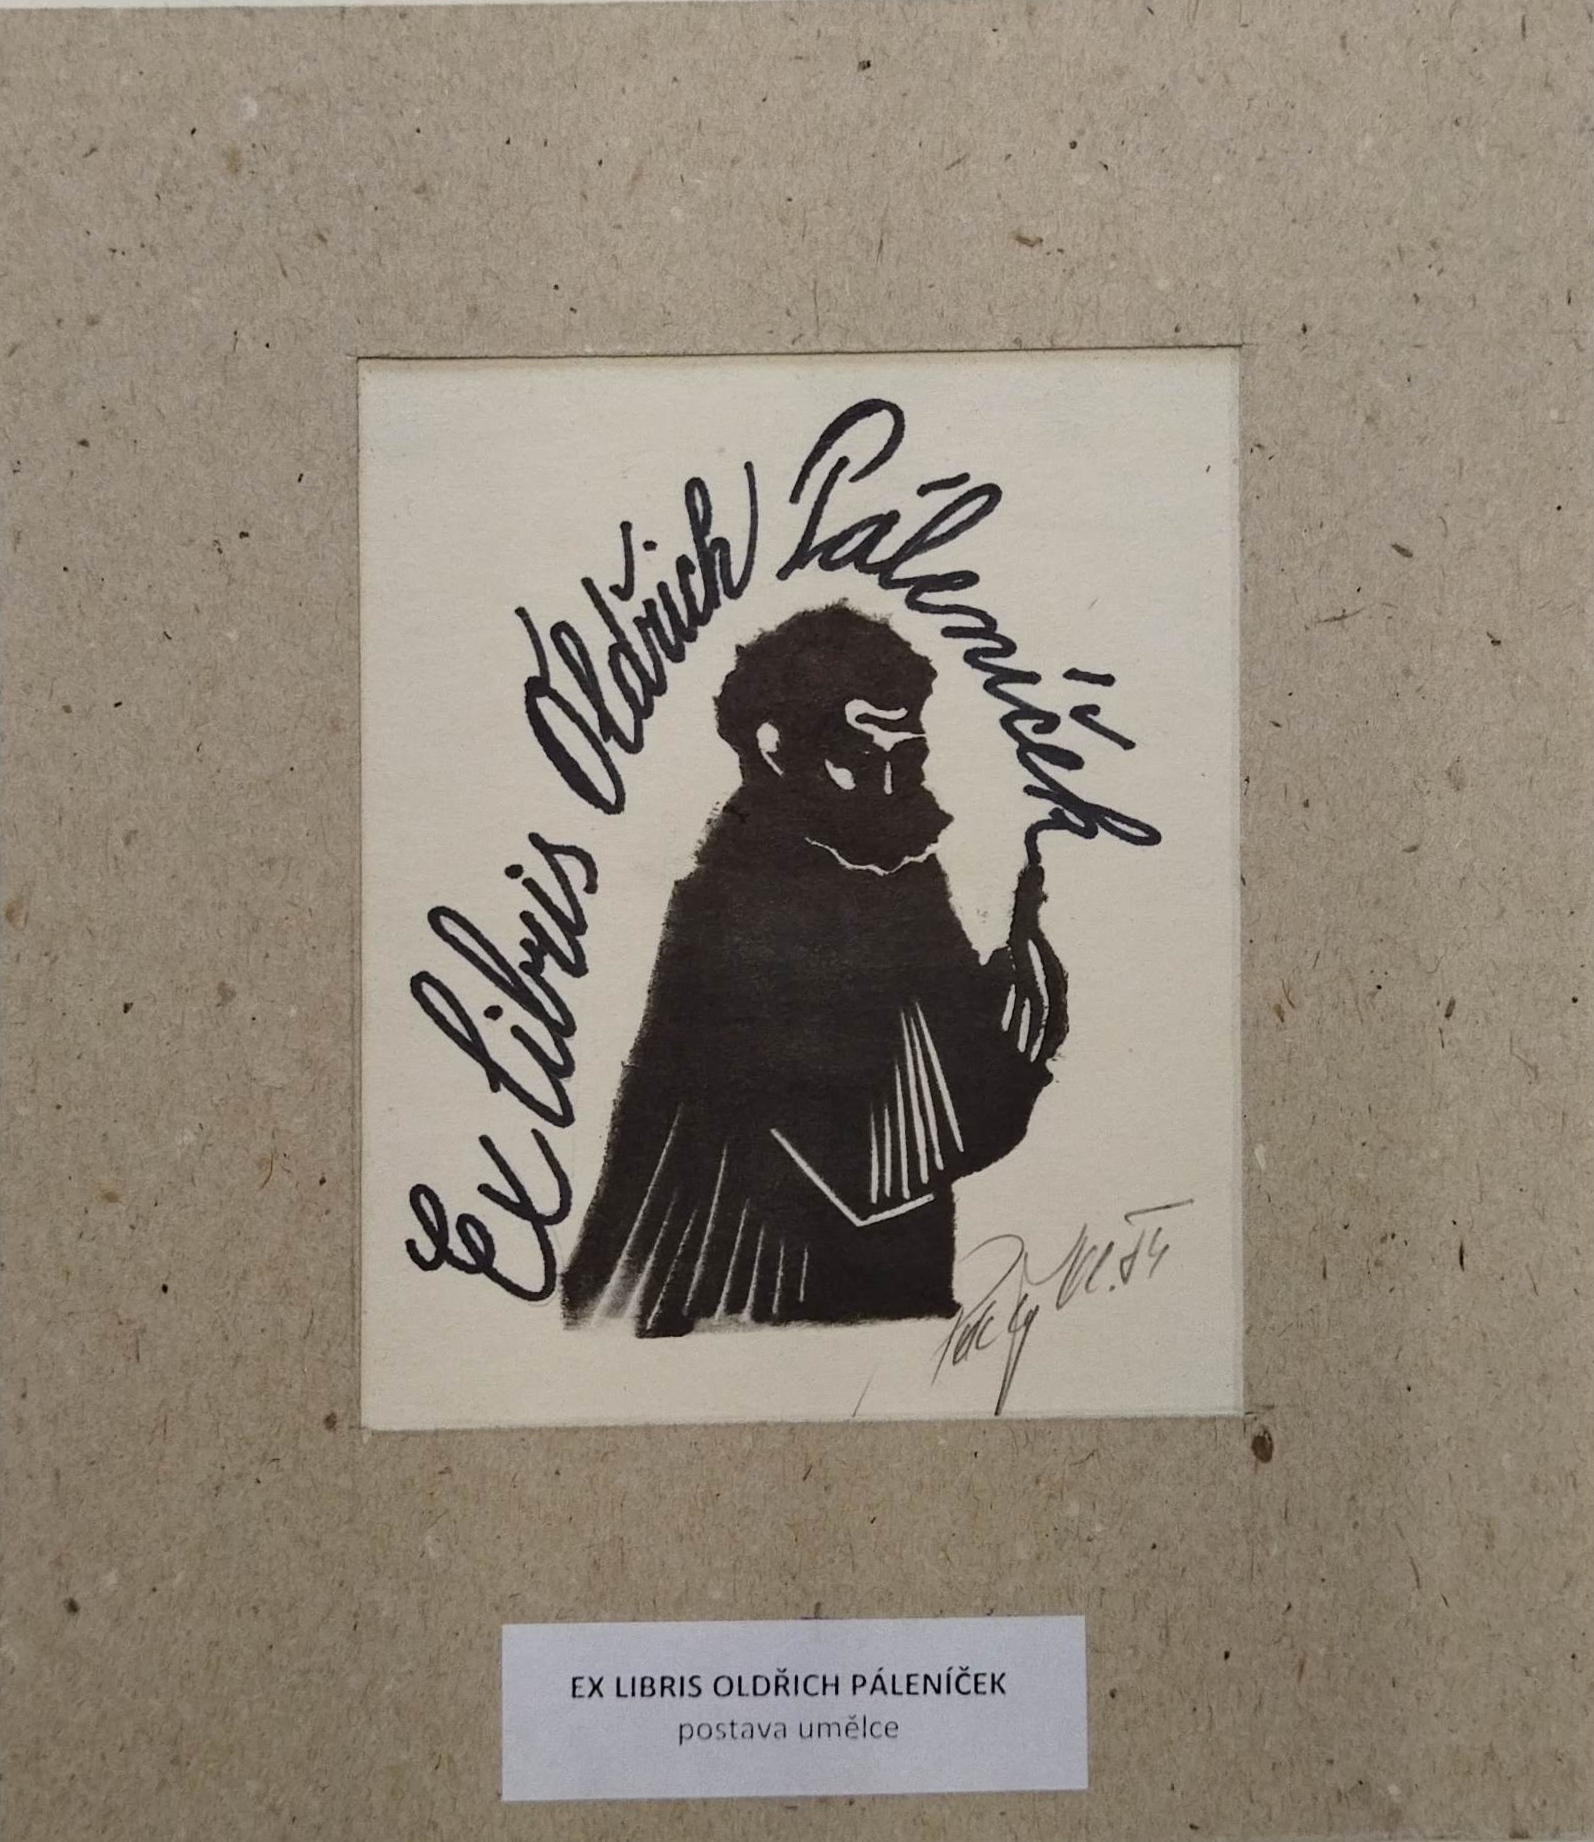 Ex libris Oldřich Páleníček
EX LIBRIS OLDŘICH PÁLENÍČEK
postava umělce